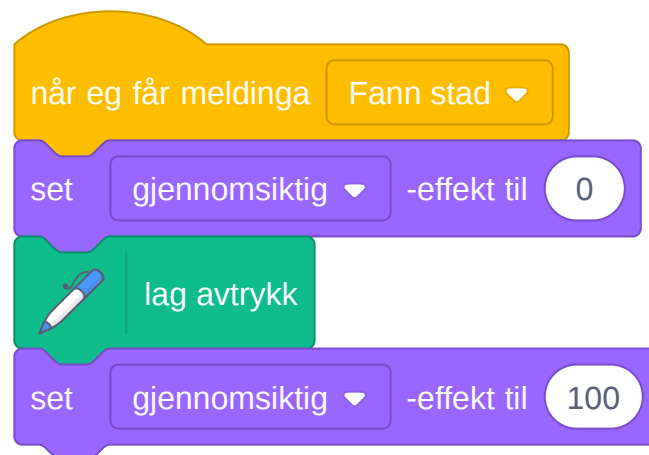 når eg får meldinga Fann stad
set gjennomsiktig -effekt til 0
lag avtrykk
set gjennomsiktig -effekt til 100